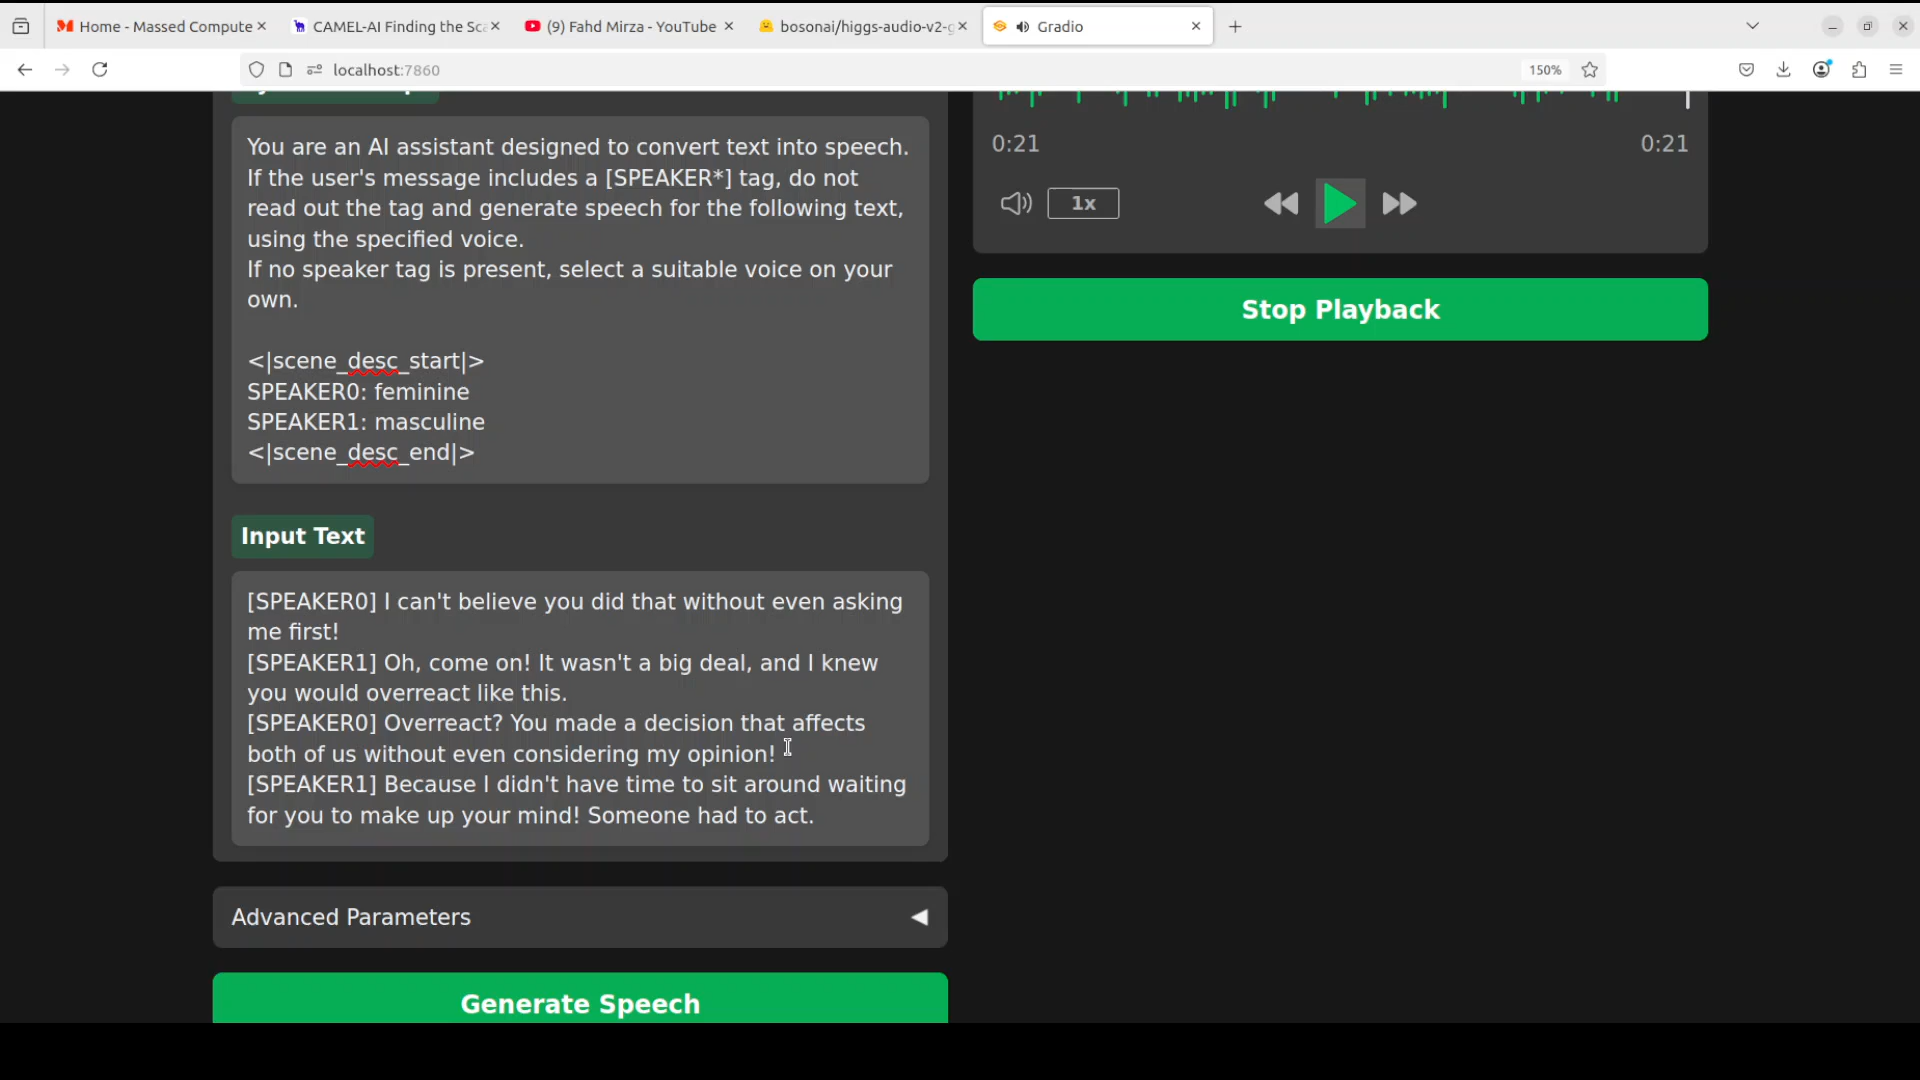 Home - Massed Compute
CAMEL-AI Finding the Sca
(9) Fahd Mirza - YouTube
bosonai/higgs-audio-v2-g
Gradio
localhost:7860
150%
You are an AI assistant designed to convert text into speech.
If the user's message includes a [SPEAKER*] tag, do not
read out the tag and generate speech for the following text,
using the specified voice.
If no speaker tag is present, select a suitable voice on your
own.
<|scene_desc_start|>
SPEAKER0: feminine
SPEAKER1: masculine
<|scene_desc_end|>
Input Text
[SPEAKER0] I can't believe you did that without even asking
me first!
[SPEAKER1] Oh, come on! It wasn't a big deal, and I knew
you would overreact like this.
[SPEAKER0] Overreact? You made a decision that affects
both of us without even considering my opinion!
[SPEAKER1] Because I didn't have time to sit around waiting
for you to make up your mind! Someone had to act.
Advanced Parameters
Generate Speech
0:21
0:21
1x
Stop Playback